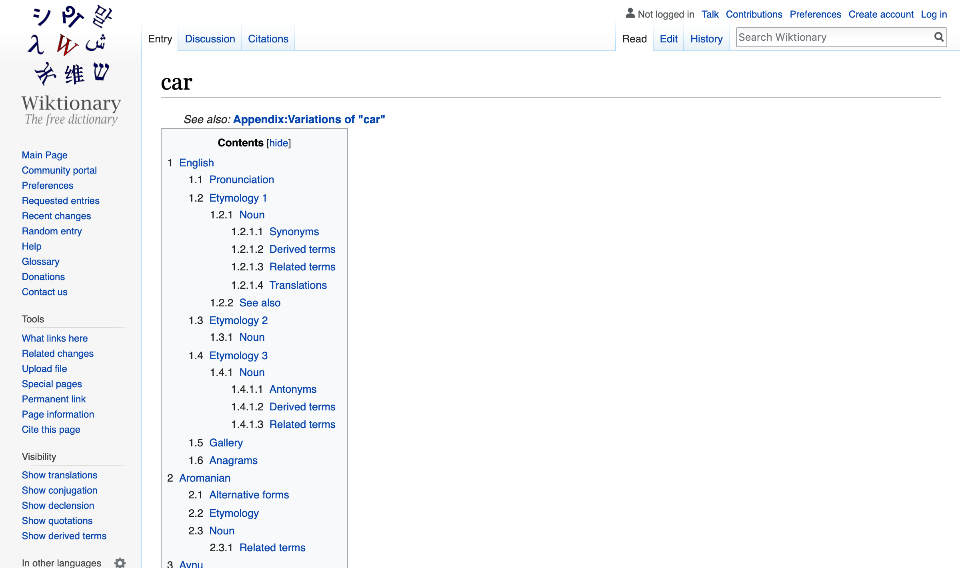 Wiktionary
The free dictionary
Not logged in Talk Contributions Preferences Create account Log in
Entry Discussion Citations
Read Edit History
Search Wiktionary
car
See also: Appendix:Variations of "car"
Contents [hide]
1 English
1.1 Pronunciation
1.2 Etymology 1
1.2.1 Noun
1.2.1.1 Synonyms
1.2.1.2 Derived terms
1.2.1.3 Related terms
1.2.1.4 Translations
1.2.2 See also
1.3 Etymology 2
1.3.1 Noun
1.4 Etymology 3
1.4.1 Noun
1.4.1.1 Antonyms
1.4.1.2 Derived terms
1.4.1.3 Related terms
1.5 Gallery
1.6 Anagrams
2 Aromanian
2.1 Alternative forms
2.2 Etymology
2.3 Noun
2.3.1 Related terms
3 Aynu
Main Page
Community portal
Preferences
Requested entries
Recent changes
Random entry
Help
Glossary
Donations
Contact us
Tools
What links here
Related changes
Upload file
Special pages
Permanent link
Page information
Cite this page
Visibility
Show translations
Show conjugation
Show declension
Show quotations
Show derived terms
In other languages